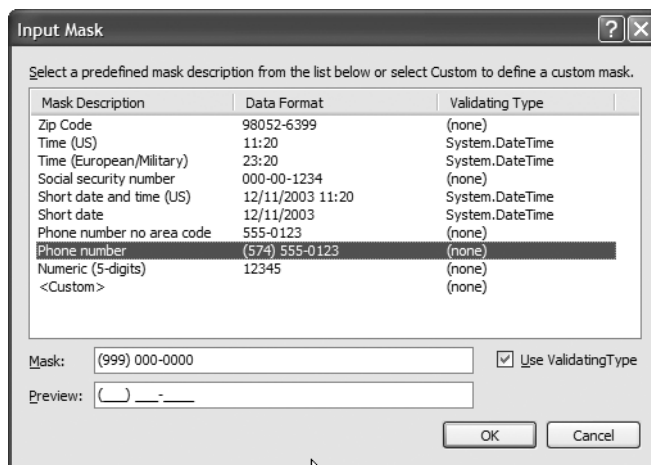 Input Mask
Select a predefined mask description from the list below or select Custom to define a custom mask.
Mask Description Data Format Validating Type
Zip Code 98052-6399 (none)
Time (US) 11:20 System.DateTime
Time (European/Military) 23:20 System.DateTime
Social security number 000-00-1234 (none)
Short date and time (US) 12/11/2003 11:20 System.DateTime
Short date 12/11/2003 System.DateTime
Phone number no area code 555-0123 (none)
Phone number (574) 555-0123 (none)
Numeric (5-digits) 12345 (none)
<Custom> (none)
Mask: (999) 000-0000 Use ValidatingType
Preview: (___) ___-____
OK Cancel